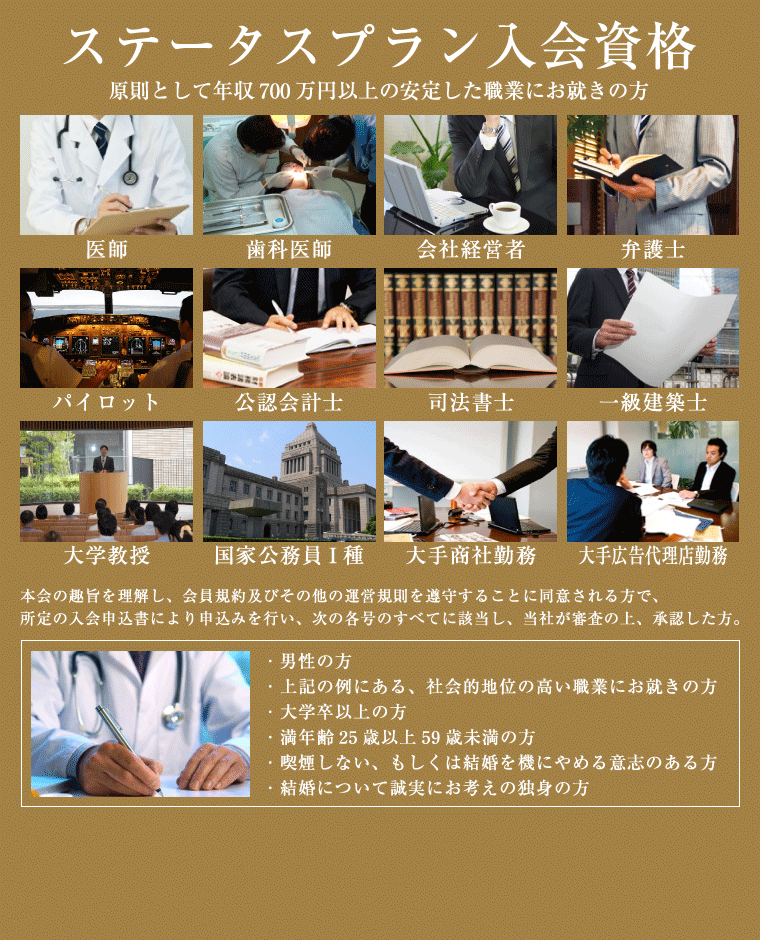 ステータスプラン入会資格
原則として年収700万円以上の安定した職業にお就きの方
医師
歯科医師
会社経営者
弁護士
パイロット
公認会計士
司法書士
一級建築士
大学教授
国家公務員Ⅰ種
大手商社勤務
大手広告代理店勤務
本会の趣旨を理解し、会員規約及びその他の運営規則を遵守することに同意される方で、
所定の入会申込書により申込みを行い、次の各号のすべてに該当し、当社が審査の上、承認した方。
・男性の方
・上記の例にある、社会的地位の高い職業にお就きの方
・大学卒以上の方
・満年齢25歳以上59歳未満の方
・喫煙しない、もしくは結婚を機にやめる意志のある方
・結婚について誠実にお考えの独身の方